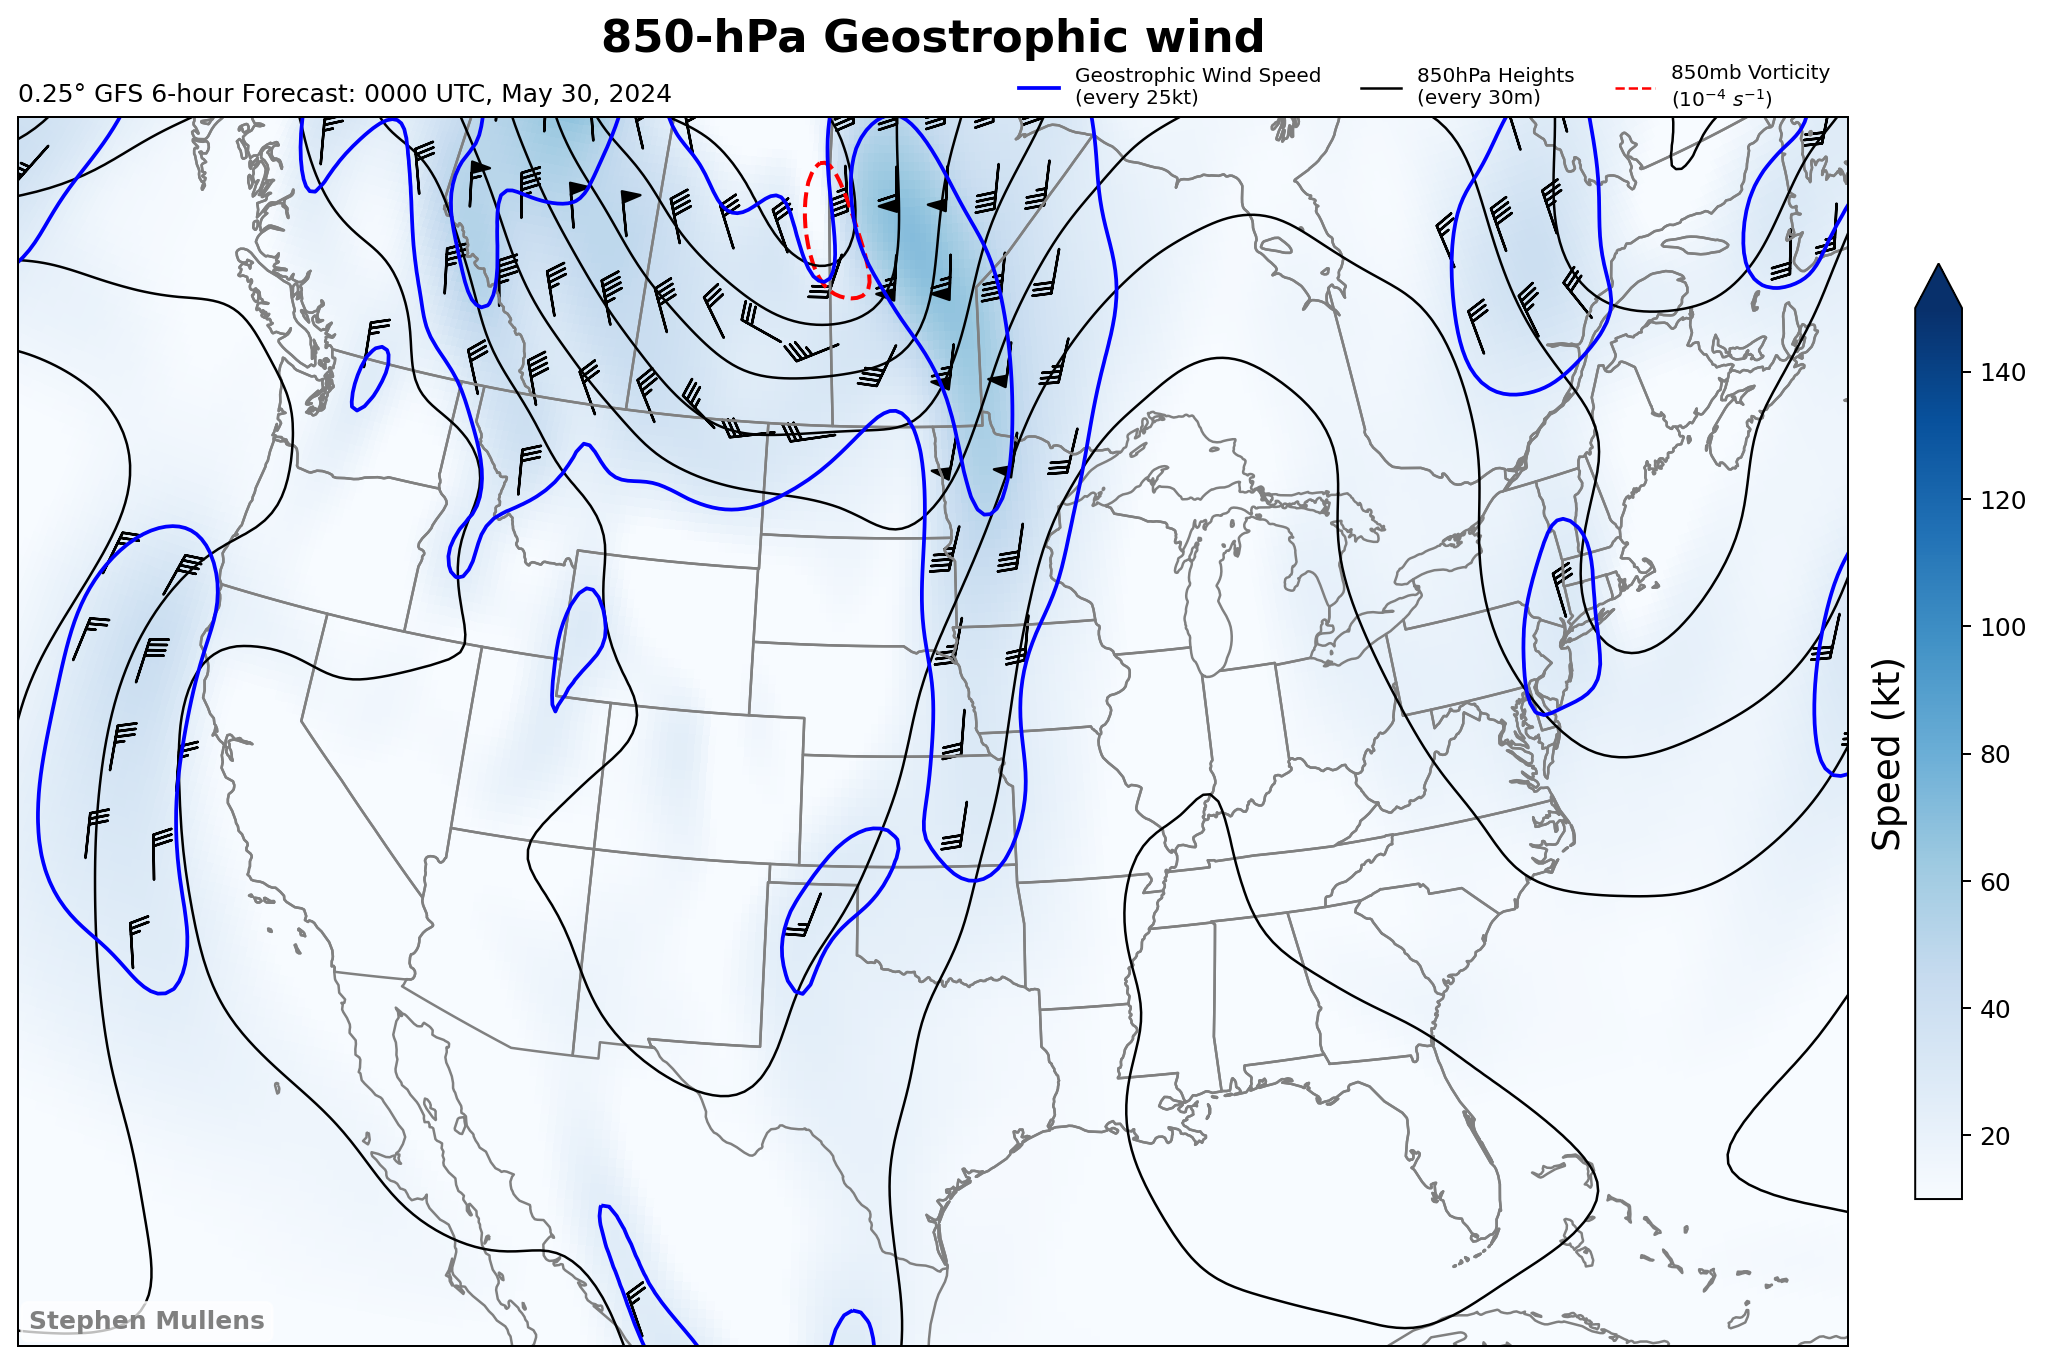 850-hPa Geostrophic wind
0.25° GFS 6-hour Forecast: 0000 UTC, May 30, 2024
Geostrophic Wind Speed
(every 25kt)
850hPa Heights
(every 30m)
850mb Vorticity
(10⁻⁴ s⁻¹)
140
120
100
80
60
40
20
Speed (kt)
Stephen Mullens